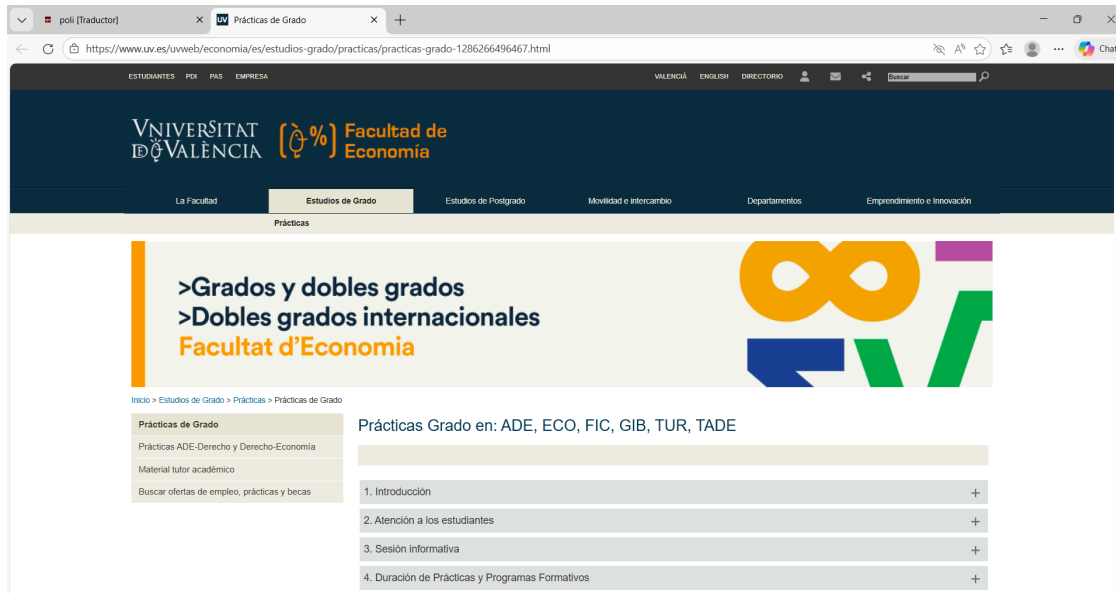 poli [Traductor]
UV Prácticas de Grado
https://www.uv.es/uvweb/economia/es/estudios-grado/practicas/practicas-grado-1286266496467.html
Chat
ESTUDIANTES PDI PAS EMPRESA
VALENCIÀ ENGLISH DIRECTORIO Buscar
VNIVERSITAT
DE VALÈNCIA
%
Facultad de
Economía
La Facultad Estudios de Grado Estudios de Postgrado Movilidad e intercambio Departamentos Emprendimiento e Innovación
Prácticas
>Grados y dobles grados
>Dobles grados internacionales
Facultat d'Economia
Inicio > Estudios de Grado > Prácticas > Prácticas de Grado
Prácticas de Grado
Prácticas ADE-Derecho y Derecho-Economía
Material tutor académico
Buscar ofertas de empleo, prácticas y becas
Prácticas Grado en: ADE, ECO, FIC, GIB, TUR, TADE
1. Introducción
2. Atención a los estudiantes
3. Sesión informativa
4. Duración de Prácticas y Programas Formativos